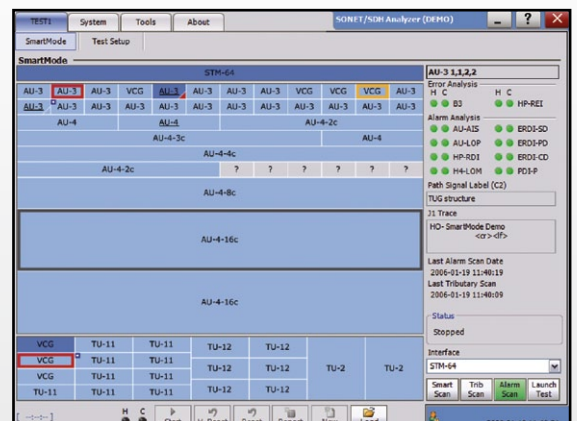 TEST1 System Tools About SONET/SDH Analyzer (DEMO)
SmartMode Test Setup
SmartMode
STM-64
AU-3 AU-3 AU-3 VCG AU-3 AU-3 AU-3 AU-3 VCG VCG VCG AU-3
AU-3 AU-3 AU-3 AU-3 AU-3 AU-3 AU-3 AU-3 AU-3 AU-3 AU-3 AU-3
AU-4 AU-4 AU-4-2c
AU-4-3c AU-4
AU-4-4c
AU-4-2c ? ? ? ? ? ?
AU-4-8c
AU-4-16c
AU-4-16c
VCG TU-11 TU-11 TU-12 TU-12 TU-2 TU-2
VCG TU-11 TU-11 TU-12 TU-12
VCG TU-11 TU-11
TU-11 TU-11 TU-11 TU-12 TU-12
AU-3 1,1,2,2
Error Analysis
H C H C
B3 HP-REI
Alarm Analysis
AU-AIS ERDI-SD
AU-LOP ERDI-PD
HP-RDI ERDI-CD
H4-LOM PDI-P
Path Signal Label (C2)
TUG structure
J1 Trace
HO- SmartMode Demo
<cr> <lf>
Last Alarm Scan Date
2006-01-19 11:40:19
Last Tributary Scan
2006-01-19 11:40:09
Status
Stopped
Interface
STM-64
Smart Scan Trib Scan Alarm Scan Launch Test
[ --:--:-- ] H C